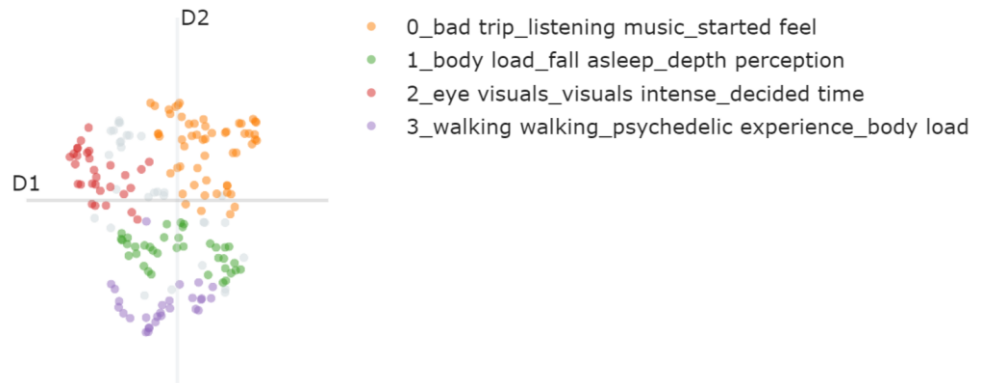 D2
0_bad trip_listening music_started feel
1_body load_fall asleep_depth perception
2_eye visuals_visuals intense_decided time
3_walking walking_psychedelic experience_body load
D1